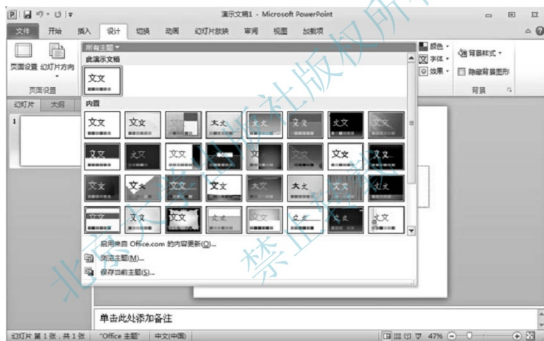 演示文稿1 - Microsoft PowerPoint
文件 开始 插入 设计 切换 动画 幻灯片放映 审阅 视图 加载项
页面设置 幻灯片方向
页面设置
所有主题
此演示文稿
文文
内置
颜色
字体
效果
背景样式
隐藏背景图形
背景
幻灯片 大纲
1
启用来自 Office.com 的内容更新(O)...
浏览主题(M)...
保存当前主题(S)...
单击此处添加备注
幻灯片 第 1 张，共 1 张 "Office 主题" 中文(中国) 47%